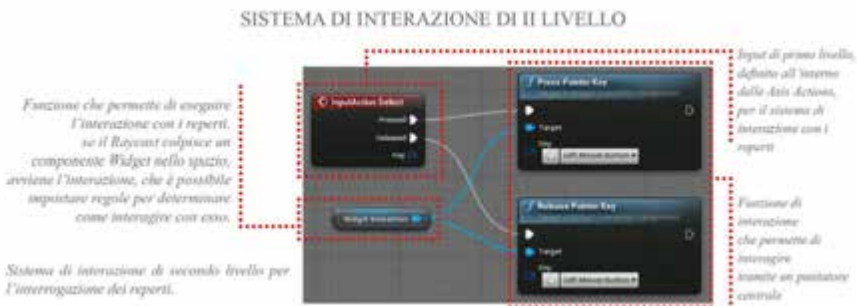 SISTEMA DI INTERAZIONE DI II LIVELLO
Funzione che permette di eseguire
l'interazione con i reperti.
se il Raycast colpisce un
componente Widget nello spazio,
avviene l'interazione, che è possibile
impostare regole per determinare
come interagire con esso.
Sistema di interazione di secondo livello per
l'interrogazione dei reperti.
InputAction Select
Pressed
Released
Key
Widget Interaction
Press Pointer Key
Target
Key
Left Mouse Button
Release Pointer Key
Target
Key
Left Mouse Button
Input di primo livello,
definito all'interno
delle Axis Actions,
per il sistema di
interazione con i
reperti
Funzione di
interazione
che permette di
interagire
tramite un puntatore
centrale